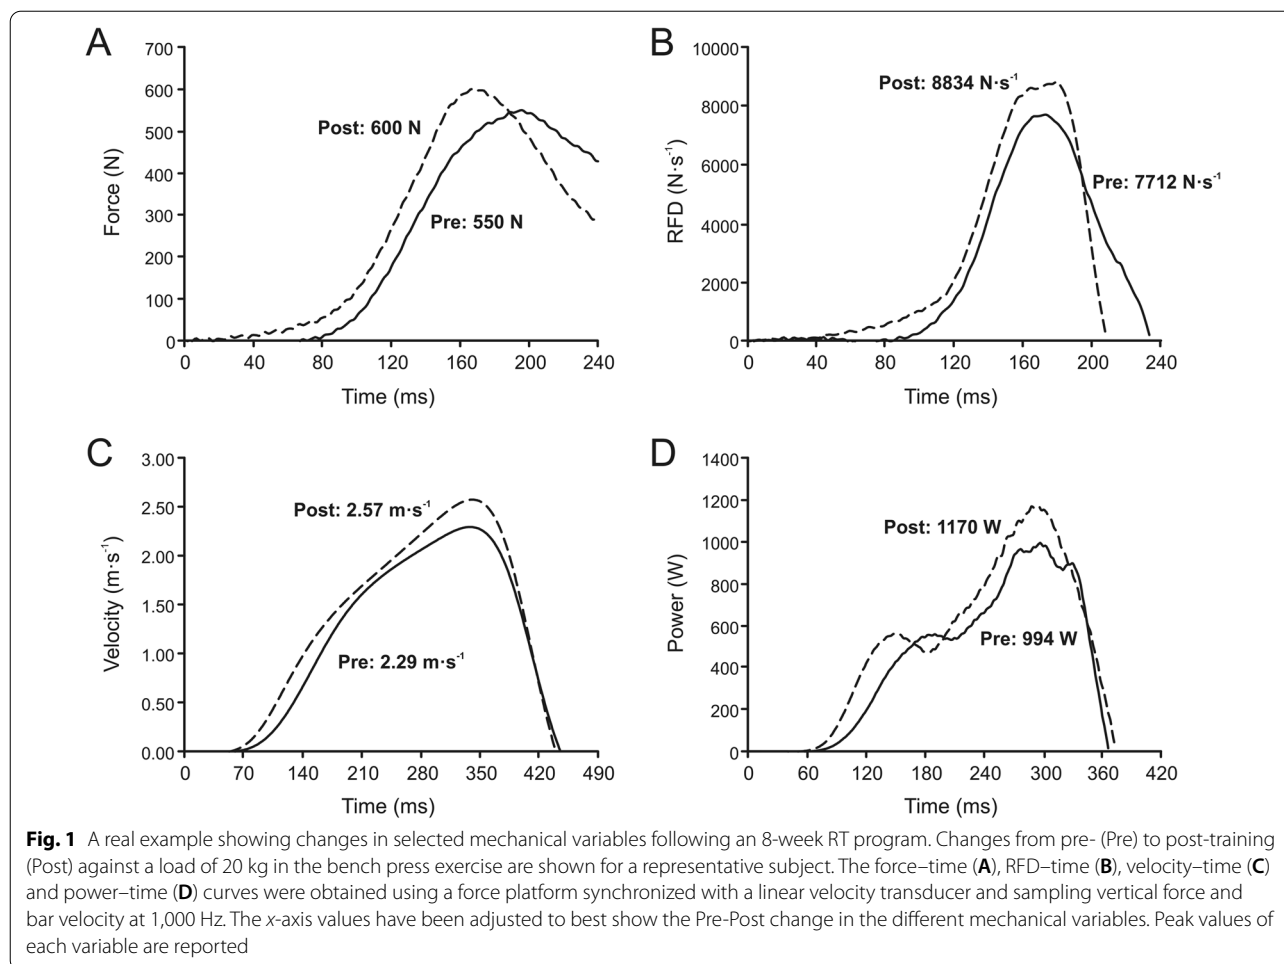 A
700
600
500
400
300
200
100
0
Force (N)
Post: 600 N
Pre: 550 N
0 40 80 120 160 200 240
Time (ms)
B
10000
8000
6000
4000
2000
0
RFD (N·s⁻¹)
Post: 8834 N·s⁻¹
Pre: 7712 N·s⁻¹
0 40 80 120 160 200 240
Time (ms)
C
3.00
2.50
2.00
1.50
1.00
0.50
0.00
Velocity (m·s⁻¹)
Post: 2.57 m·s⁻¹
Pre: 2.29 m·s⁻¹
0 70 140 210 280 350 420 490
Time (ms)
D
1400
1200
1000
800
600
400
200
0
Power (W)
Post: 1170 W
Pre: 994 W
0 60 120 180 240 300 360 420
Time (ms)
Fig. 1 A real example showing changes in selected mechanical variables following an 8-week RT program. Changes from pre- (Pre) to post-training
(Post) against a load of 20 kg in the bench press exercise are shown for a representative subject. The force–time (A), RFD–time (B), velocity–time (C)
and power–time (D) curves were obtained using a force platform synchronized with a linear velocity transducer and sampling vertical force and
bar velocity at 1,000 Hz. The x-axis values have been adjusted to best show the Pre-Post change in the different mechanical variables. Peak values of
each variable are reported